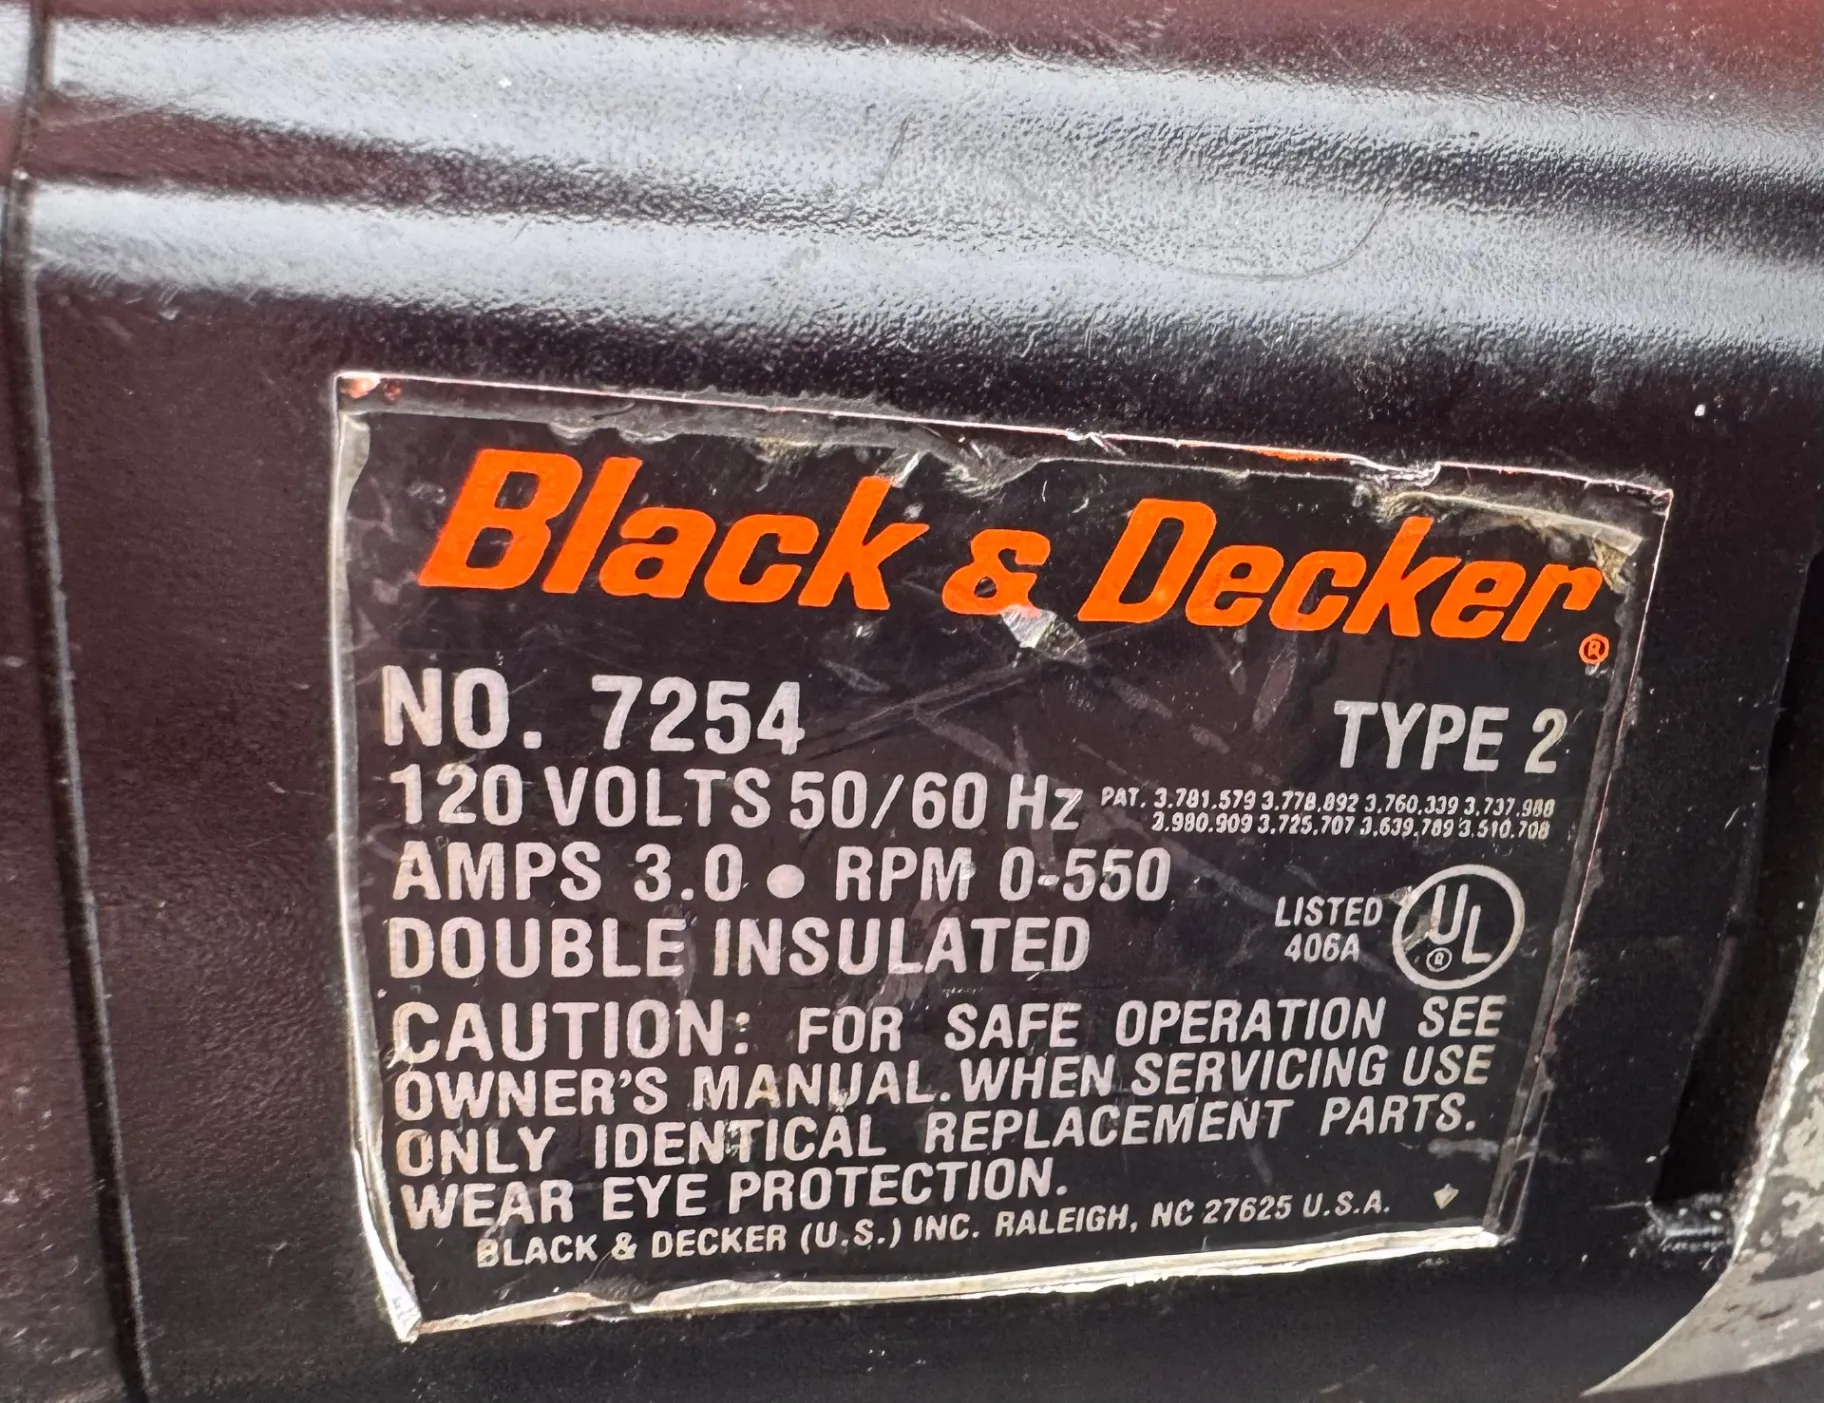 Black & Decker®
NO. 7254 TYPE 2
120 VOLTS 50/60 Hz
PAT. 3.781.579 3.778.892 3.760.339 3.737.988
3.980.909 3.725.707 3.639.789 3.510.708
AMPS 3.0 • RPM 0-550
DOUBLE INSULATED
LISTED
406A
UL®
CAUTION: FOR SAFE OPERATION SEE
OWNER'S MANUAL. WHEN SERVICING USE
ONLY IDENTICAL REPLACEMENT PARTS.
WEAR EYE PROTECTION.
BLACK & DECKER (U.S.) INC. RALEIGH, NC 27625 U.S.A.